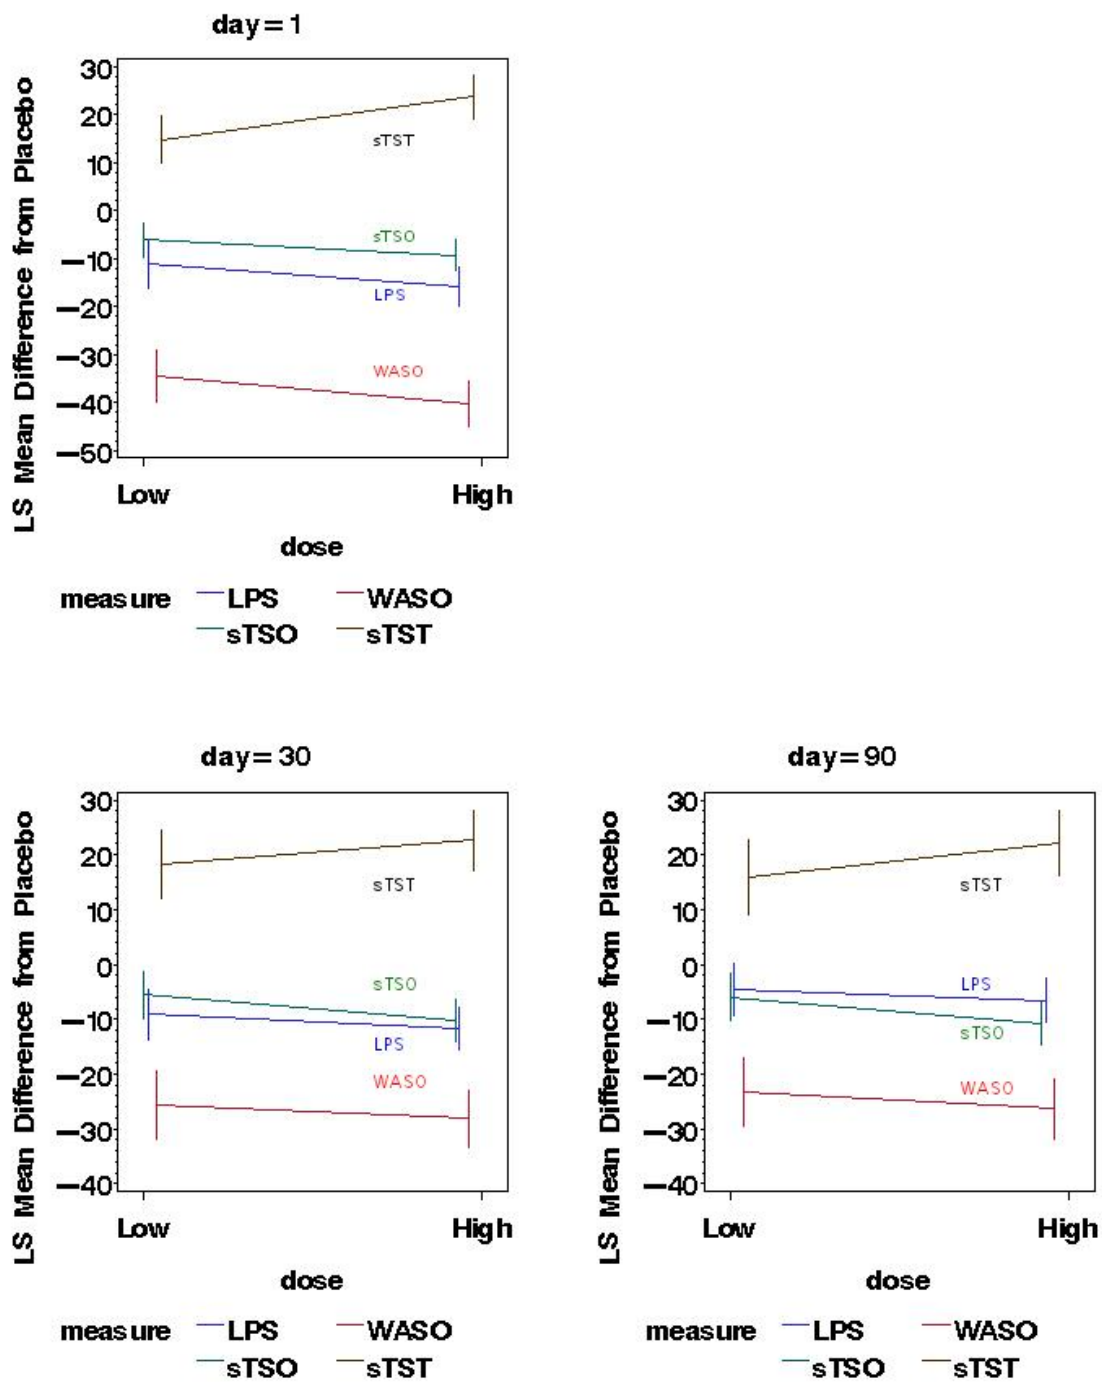 day=1
LS Mean Difference from Placebo
30
20
10
0
−10
−20
−30
−40
−50
sTST
sTSO
LPS
WASO
Low High
dose
measure LPS WASO
sTSO sTST
day=30
LS Mean Difference from Placebo
30
20
10
0
−10
−20
−30
−40
sTST
sTSO
LPS
WASO
Low High
dose
measure LPS WASO
sTSO sTST
day=90
LS Mean Difference from Placebo
30
20
10
0
−10
−20
−30
−40
sTST
LPS
sTSO
WASO
Low High
dose
measure LPS WASO
sTSO sTST